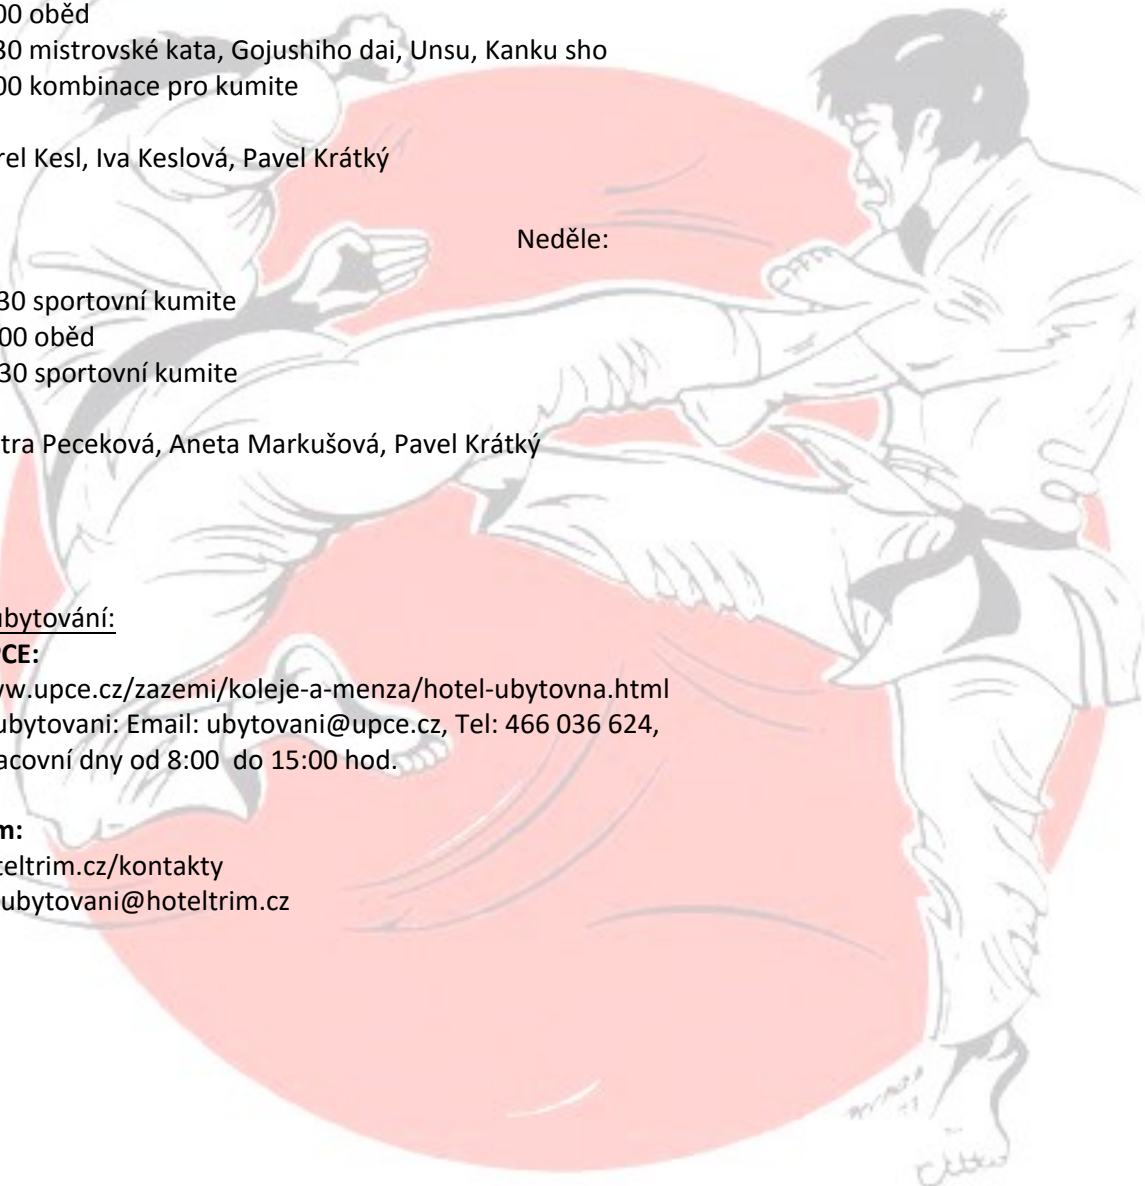 00 oběd
30 mistrovské kata, Gojushiho dai, Unsu, Kanku sho
00 kombinace pro kumite
rel Kesl, Iva Keslová, Pavel Krátký
Neděle:
30 sportovní kumite
00 oběd
30 sportovní kumite
tra Peceková, Aneta Markušová, Pavel Krátký
ubytování:
PCE:
ww.upce.cz/zazemi/koleje-a-menza/hotel-ubytovna.html
ubytovani: Email: ubytovani@upce.cz, Tel: 466 036 624,
acovní dny od 8:00  do 15:00 hod.
m:
teltrim.cz/kontakty
ubytovani@hoteltrim.cz